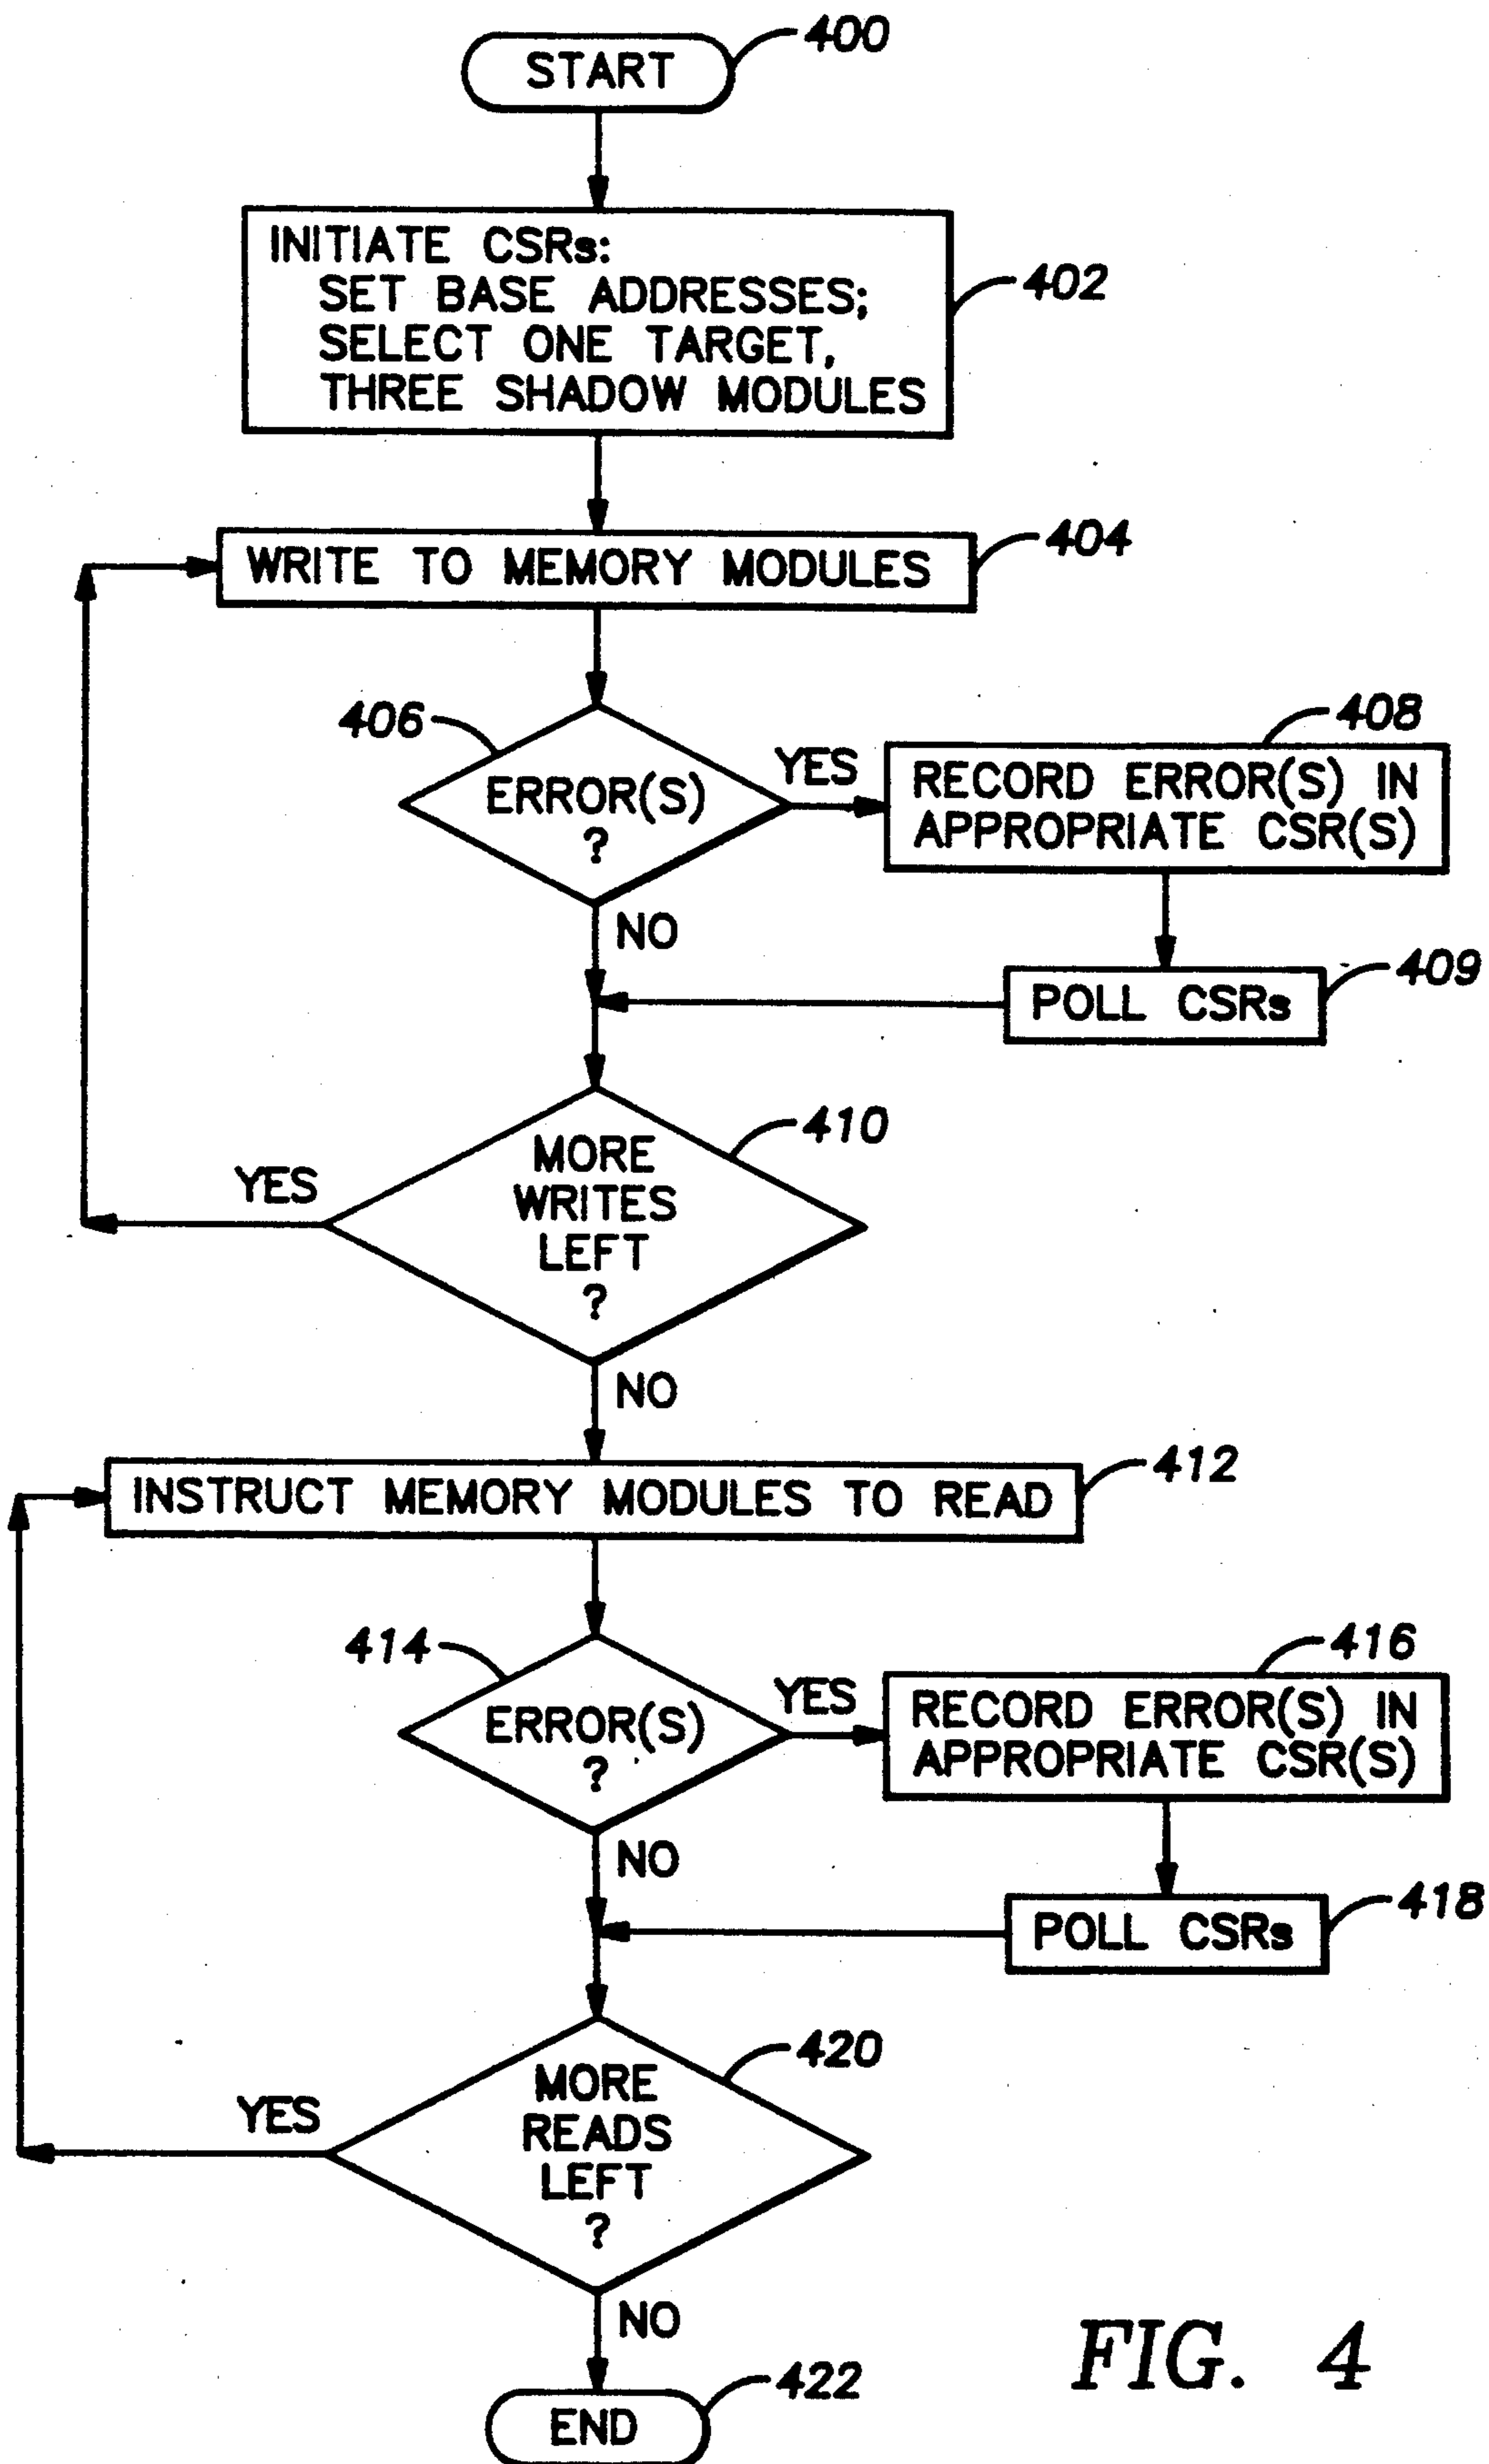 START
400
INITIATE CSRs:
SET BASE ADDRESSES;
SELECT ONE TARGET,
THREE SHADOW MODULES
402
WRITE TO MEMORY MODULES
404
406
ERROR(S)
?
YES
NO
408
RECORD ERROR(S) IN
APPROPRIATE CSR(S)
409
POLL CSRs
410
MORE
WRITES
LEFT
?
YES
NO
INSTRUCT MEMORY MODULES TO READ
412
414
ERROR(S)
?
YES
NO
416
RECORD ERROR(S) IN
APPROPRIATE CSR(S)
418
POLL CSRs
420
MORE
READS
LEFT
?
YES
NO
422
END
FIG. 4